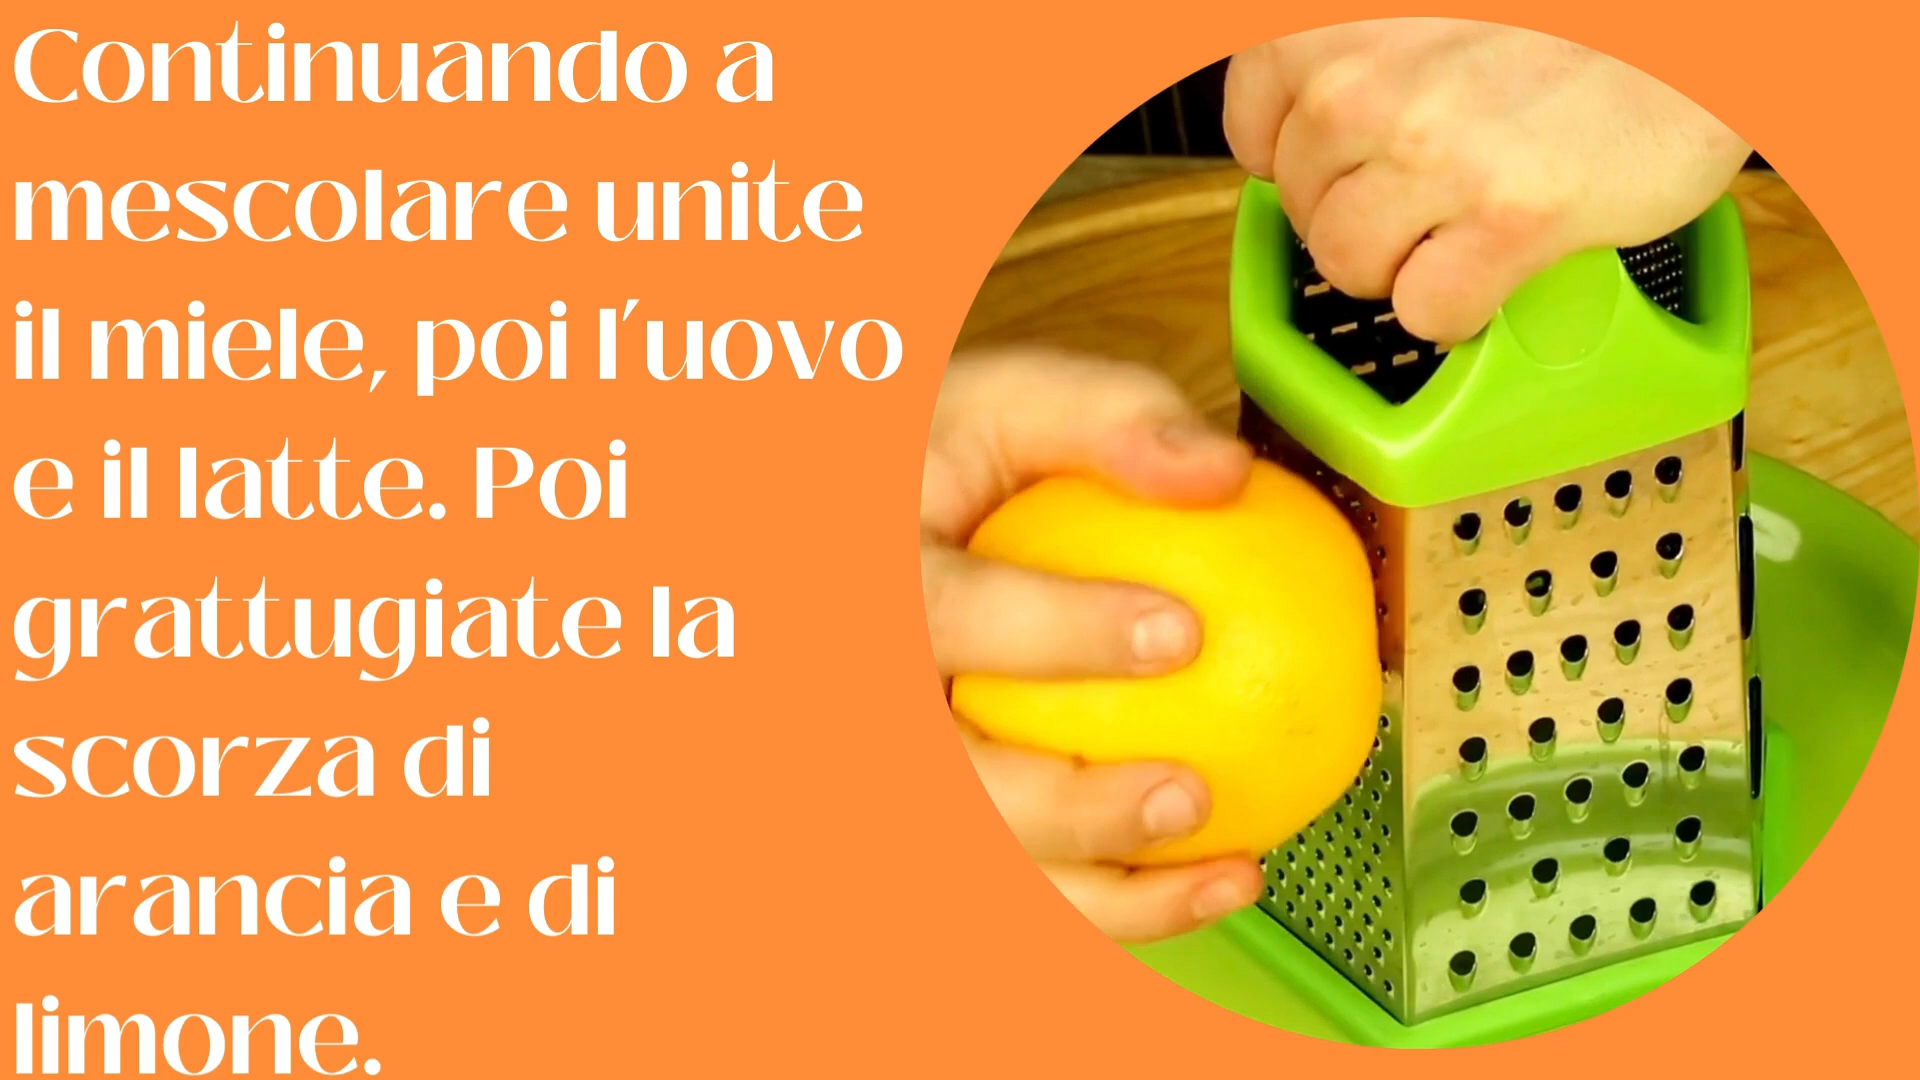 Continuando a
mescolare unite
il miele, poi l'uovo
e il latte. Poi
grattugiate la
scorza di
arancia e di
limone.